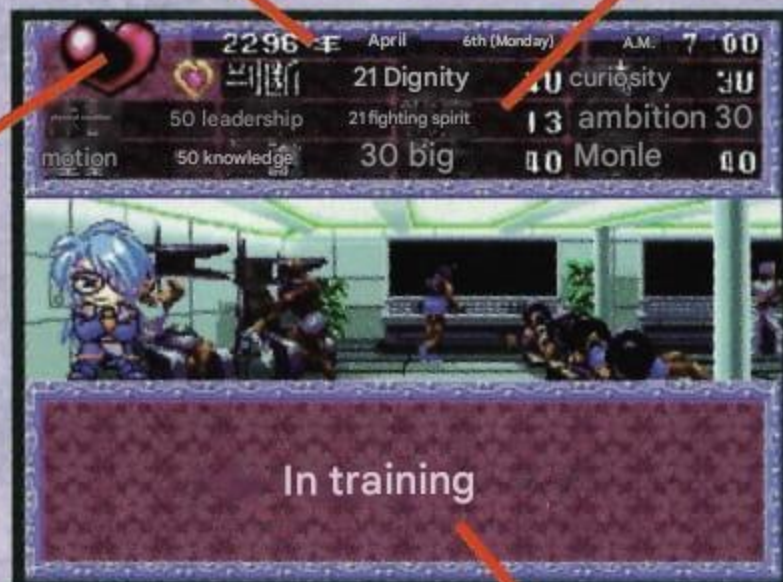 2296 年 April 6th (Monday) A.M. 7 00
21 Dignity curiosity
50 leadership 21 fighting spirit 13 ambition 30
motion 50 knowledge 30 big 40 Monle 40
In training